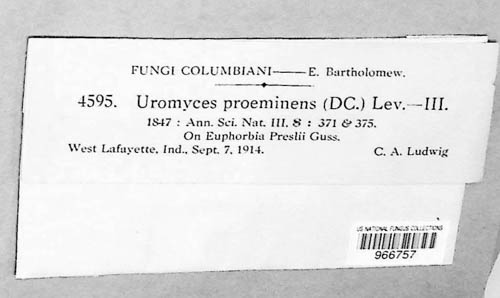 FUNGI COLUMBIANI—E. Bartholomew.
4595. Uromyces proeminens (DC.) Lev.—III.
1847 : Ann. Sci. Nat. III. 8 : 371 & 375.
On Euphorbia Preslii Guss.
West Lafayette, Ind., Sept. 7, 1914. C. A. Ludwig
US NATIONAL FUNGUS COLLECTIONS
966757